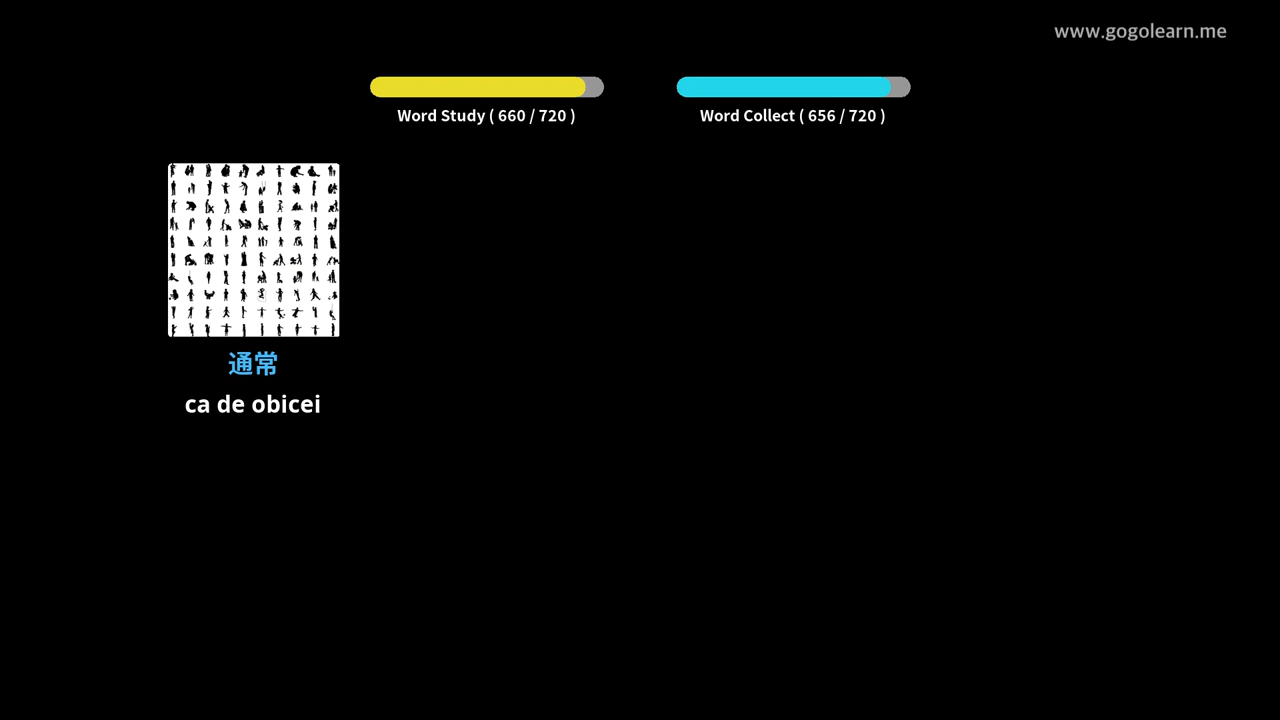 www.gogolearn.me
Word Study ( 660 / 720 )
Word Collect ( 656 / 720 )
通常
ca de obicei